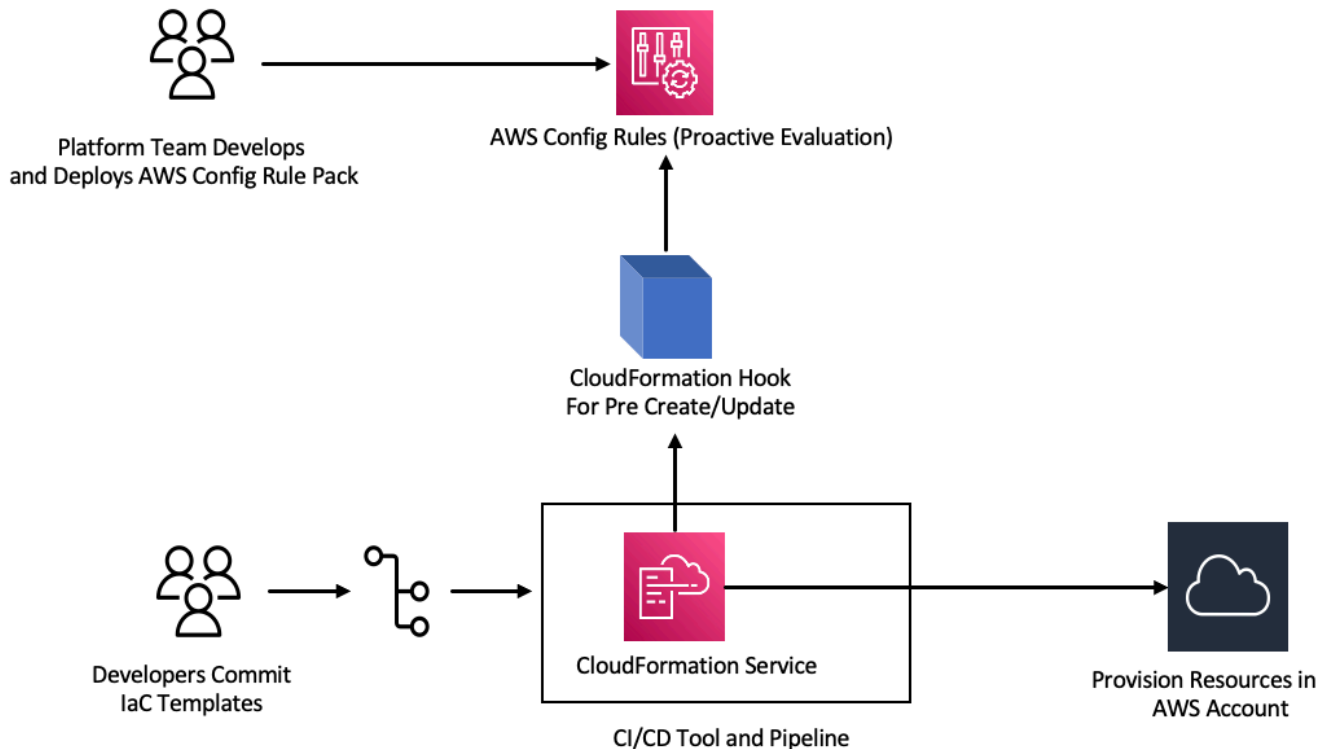 Platform Team Develops
and Deploys AWS Config Rule Pack
AWS Config Rules (Proactive Evaluation)
CloudFormation Hook
For Pre Create/Update
Developers Commit
IaC Templates
CloudFormation Service
Provision Resources in
AWS Account
CI/CD Tool and Pipeline